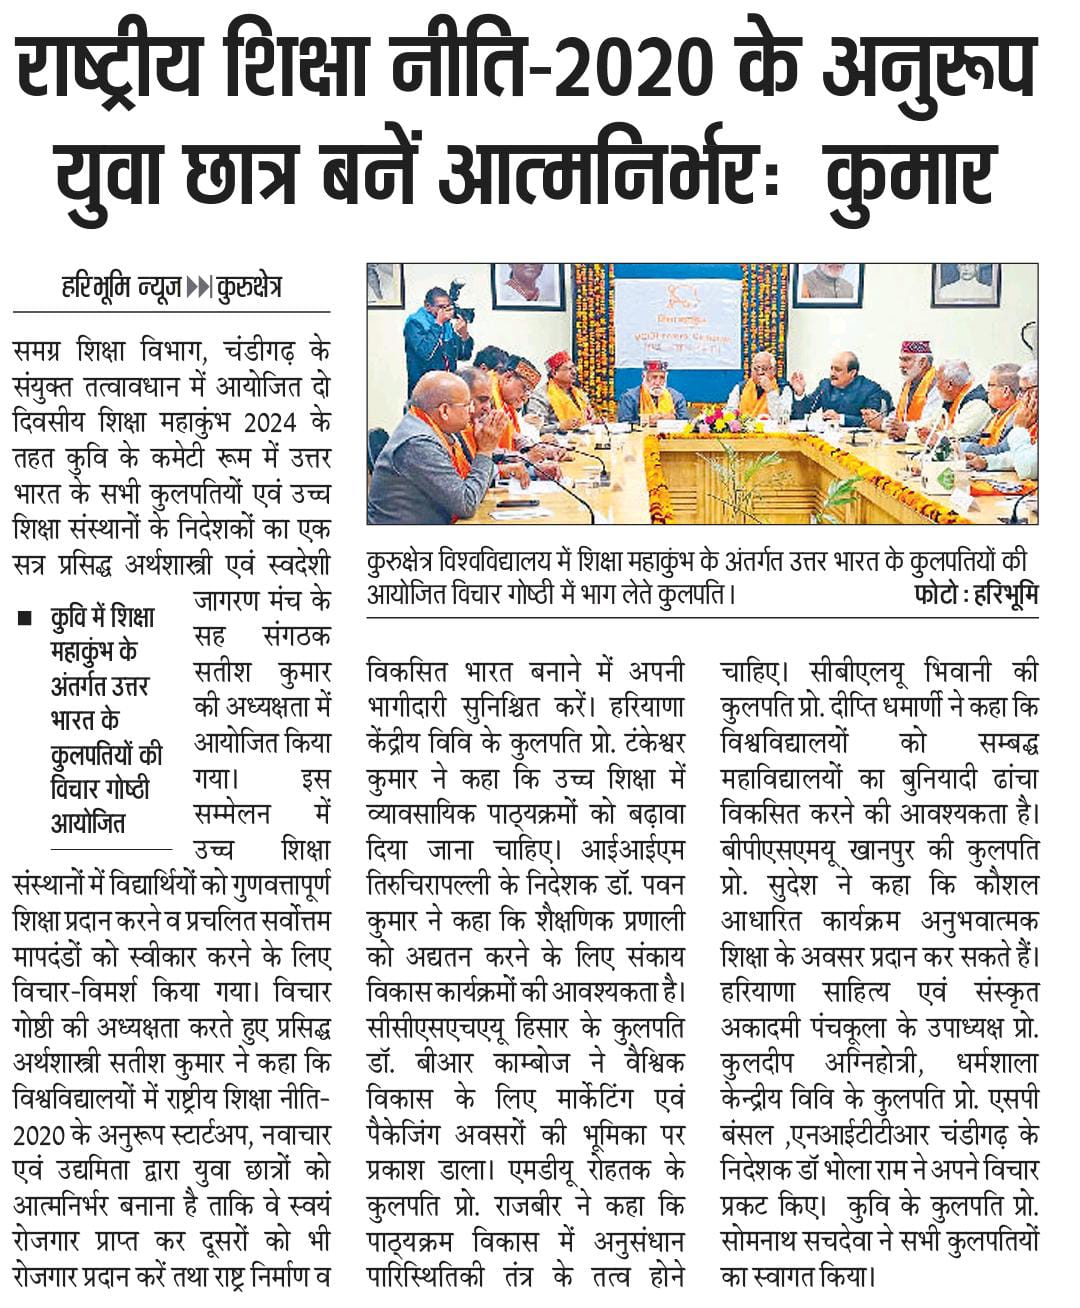 राष्ट्रीय शिक्षा नीति-2020 के अनुरूप
युवा छात्र बनें आत्मनिर्भरः कुमार
हरिभूमि न्यूज कुरुक्षेत्र
समग्र शिक्षा विभाग, चंडीगढ़ के
संयुक्त तत्वावधान में आयोजित दो
दिवसीय शिक्षा महाकुंभ 2024 के
तहत कुवि के कमेटी रूम में उत्तर
भारत के सभी कुलपतियों एवं उच्च
शिक्षा संस्थानों के निदेशकों का एक
सत्र प्रसिद्ध अर्थशास्त्री एवं स्वदेशी
जागरण मंच के
सह संगठक
सतीश कुमार
की अध्यक्षता में
आयोजित किया
गया। इस
सम्मेलन में
उच्च शिक्षा
■ कुवि में शिक्षा
महाकुंभ के
अंतर्गत उत्तर
भारत के
कुलपतियों की
विचार गोष्ठी
आयोजित
संस्थानों में विद्यार्थियों को गुणवत्तापूर्ण
शिक्षा प्रदान करने व प्रचलित सर्वोत्तम
मापदंडों को स्वीकार करने के लिए
विचार-विमर्श किया गया। विचार
गोष्ठी की अध्यक्षता करते हुए प्रसिद्ध
अर्थशास्त्री सतीश कुमार ने कहा कि
विश्वविद्यालयों में राष्ट्रीय शिक्षा नीति-
2020 के अनुरूप स्टार्टअप, नवाचार
एवं उद्यमिता द्वारा युवा छात्रों को
आत्मनिर्भर बनाना है ताकि वे स्वयं
रोजगार प्राप्त कर दूसरों को भी
रोजगार प्रदान करें तथा राष्ट्र निर्माण व
शिक्षा महाकुंभ
कुरुक्षेत्र विश्वविद्यालय में शिक्षा महाकुंभ के अंतर्गत उत्तर भारत के कुलपतियों की
आयोजित विचार गोष्ठी में भाग लेते कुलपति। फोटो : हरिभूमि
विकसित भारत बनाने में अपनी
भागीदारी सुनिश्चित करें। हरियाणा
केंद्रीय विवि के कुलपति प्रो. टंकेश्वर
कुमार ने कहा कि उच्च शिक्षा में
व्यावसायिक पाठ्यक्रमों को बढ़ावा
दिया जाना चाहिए। आईआईएम
तिरुचिरापल्ली के निदेशक डॉ. पवन
कुमार ने कहा कि शैक्षणिक प्रणाली
को अद्यतन करने के लिए संकाय
विकास कार्यक्रमों की आवश्यकता है।
सीसीएसएचएयू हिसार के कुलपति
डॉ. बीआर काम्बोज ने वैश्विक
विकास के लिए मार्केटिंग एवं
पैकेजिंग अवसरों की भूमिका पर
प्रकाश डाला। एमडीयू रोहतक के
कुलपति प्रो. राजबीर ने कहा कि
पाठ्यक्रम विकास में अनुसंधान
पारिस्थितिकी तंत्र के तत्व होने
चाहिए। सीबीएलयू भिवानी की
कुलपति प्रो. दीप्ति धमार्णी ने कहा कि
विश्वविद्यालयों को सम्बद्ध
महाविद्यालयों का बुनियादी ढांचा
विकसित करने की आवश्यकता है।
बीपीएसएमयू खानपुर की कुलपति
प्रो. सुदेश ने कहा कि कौशल
आधारित कार्यक्रम अनुभवात्मक
शिक्षा के अवसर प्रदान कर सकते हैं।
हरियाणा साहित्य एवं संस्कृत
अकादमी पंचकूला के उपाध्यक्ष प्रो.
कुलदीप अग्निहोत्री, धर्मशाला
केन्द्रीय विवि के कुलपति प्रो. एसपी
बंसल ,एनआईटीटीआर चंडीगढ़ के
निदेशक डॉ भोला राम ने अपने विचार
प्रकट किए। कुवि के कुलपति प्रो.
सोमनाथ सचदेवा ने सभी कुलपतियों
का स्वागत किया।